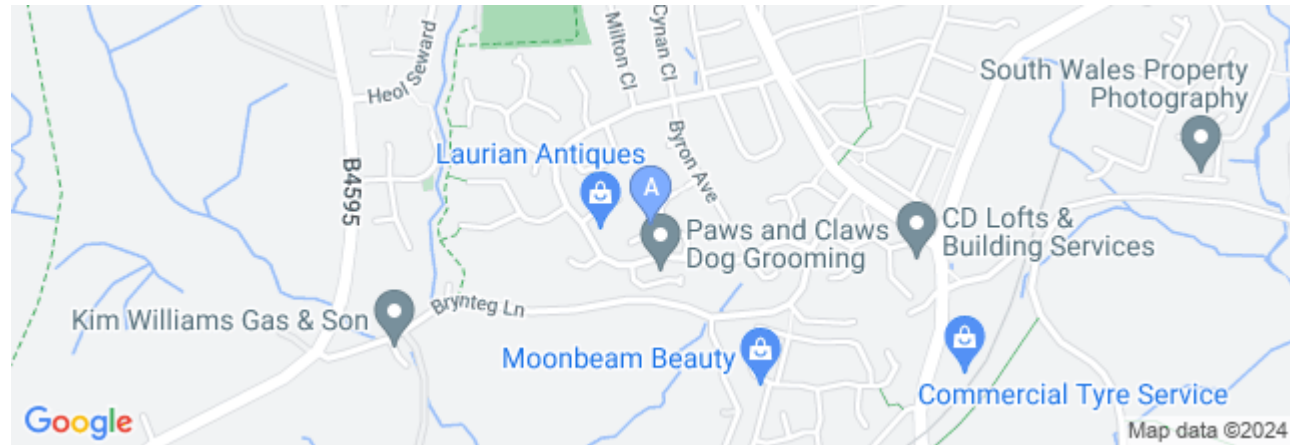 Heol Seward
Milton Cl
Cynan Cl
South Wales Property
Photography
B4595
Laurian Antiques
A
Byron Ave
Paws and Claws
Dog Grooming
CD Lofts &
Building Services
Brynteg Ln
Kim Williams Gas & Son
Moonbeam Beauty
Commercial Tyre Service
Google
Map data ©2024